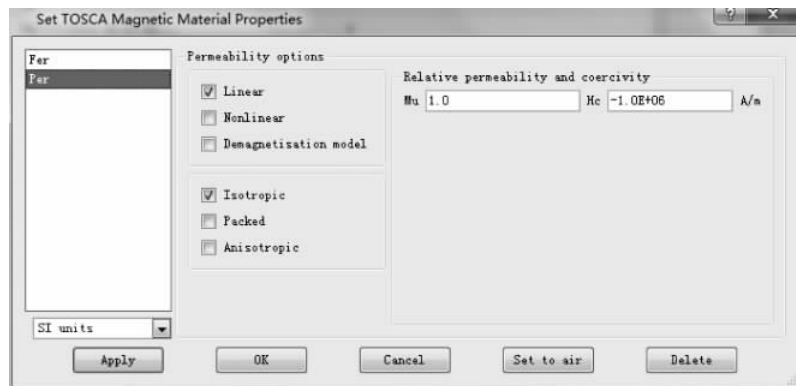 Set TOSCA Magnetic Material Properties
? X
Fer
Per
Permeability options
Linear
Nonlinear
Demagnetisation model
Isotropic
Packed
Anisotropic
Relative permeability and coercivity
Mu 1.0 Hc -1.0E+06 A/m
SI units
Apply OK Cancel Set to air Delete